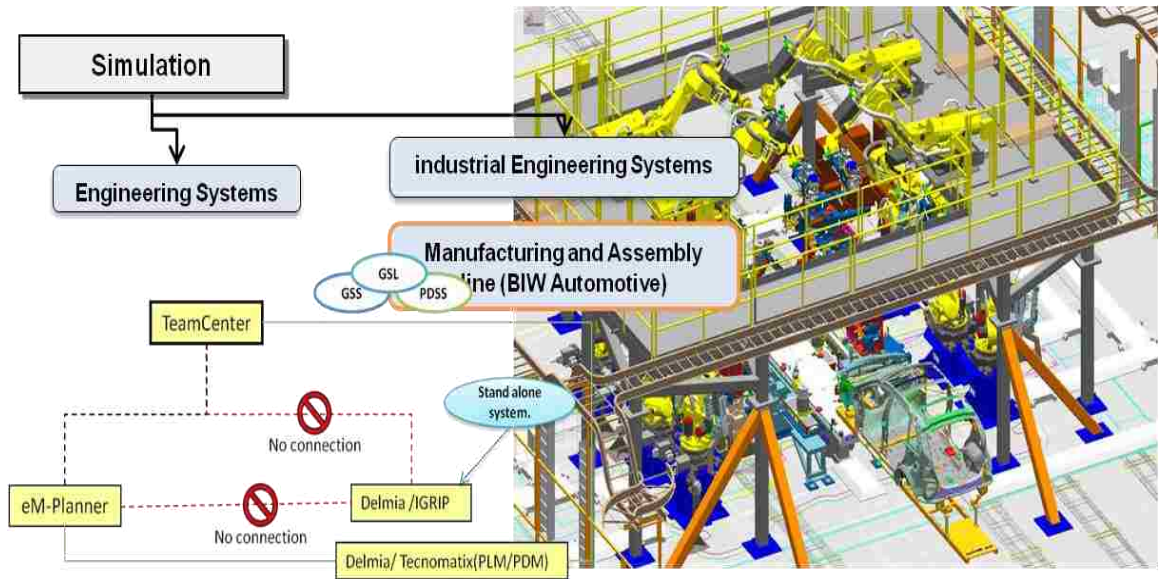 Simulation
Engineering Systems
industrial Engineering Systems
Manufacturing and Assembly
line (BIW Automotive)
GSL
GSS
PDSS
TeamCenter
Stand alone
system.
No connection
eM-Planner
Delmia /IGRIP
No connection
Delmia/ Tecnomatix(PLM/PDM)